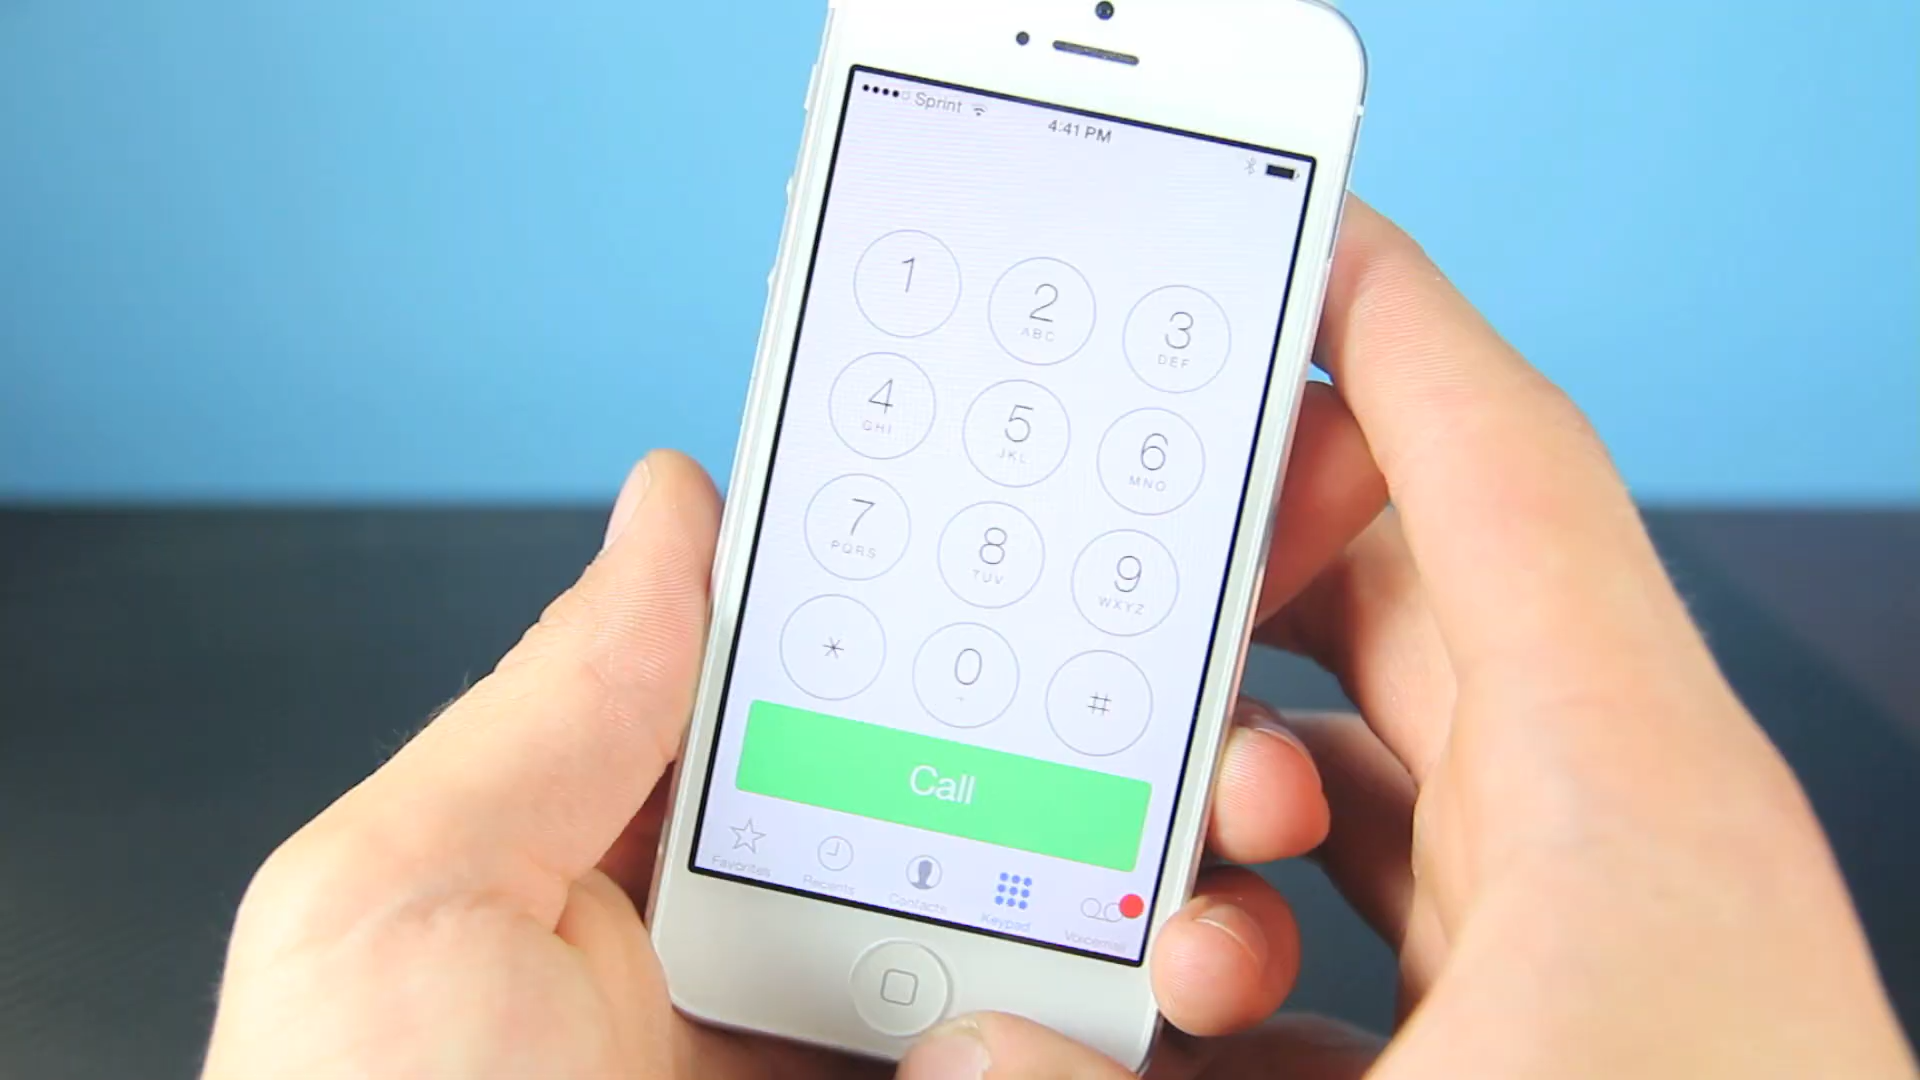 Sprint
4:41 PM
1
2
ABC
3
DEF
4
GHI
5
JKL
6
MNO
7
PQRS
8
TUV
9
WXYZ
*
0
+
#
Call
Favorites
Recents
Contacts
Keypad
Voicemail